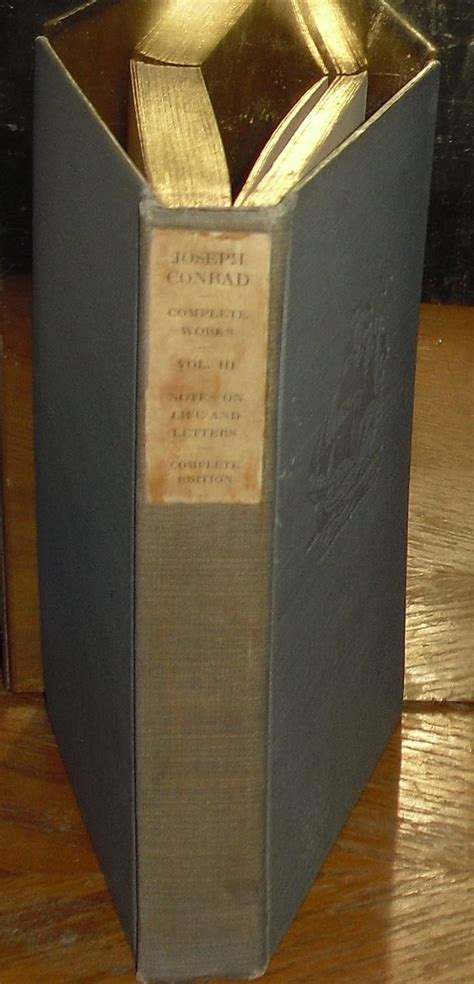 JOSEPH
CONRAD
COMPLETE
WORKS
VOL. III
NOTES ON
LIFE AND
LETTERS
COMPLETE
EDITION